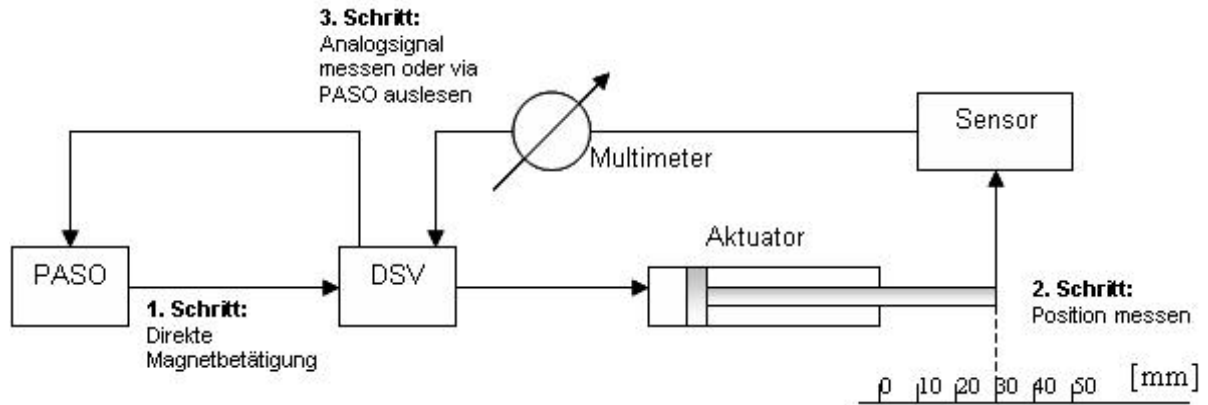 3. Schritt:
Analogsignal
messen oder via
PASO auslesen
Sensor
Multimeter
Aktuator
PASO
DSV
1. Schritt:
Direkte
Magnetbetätigung
2. Schritt:
Position messen
0 10 20 30 40 50 [mm]